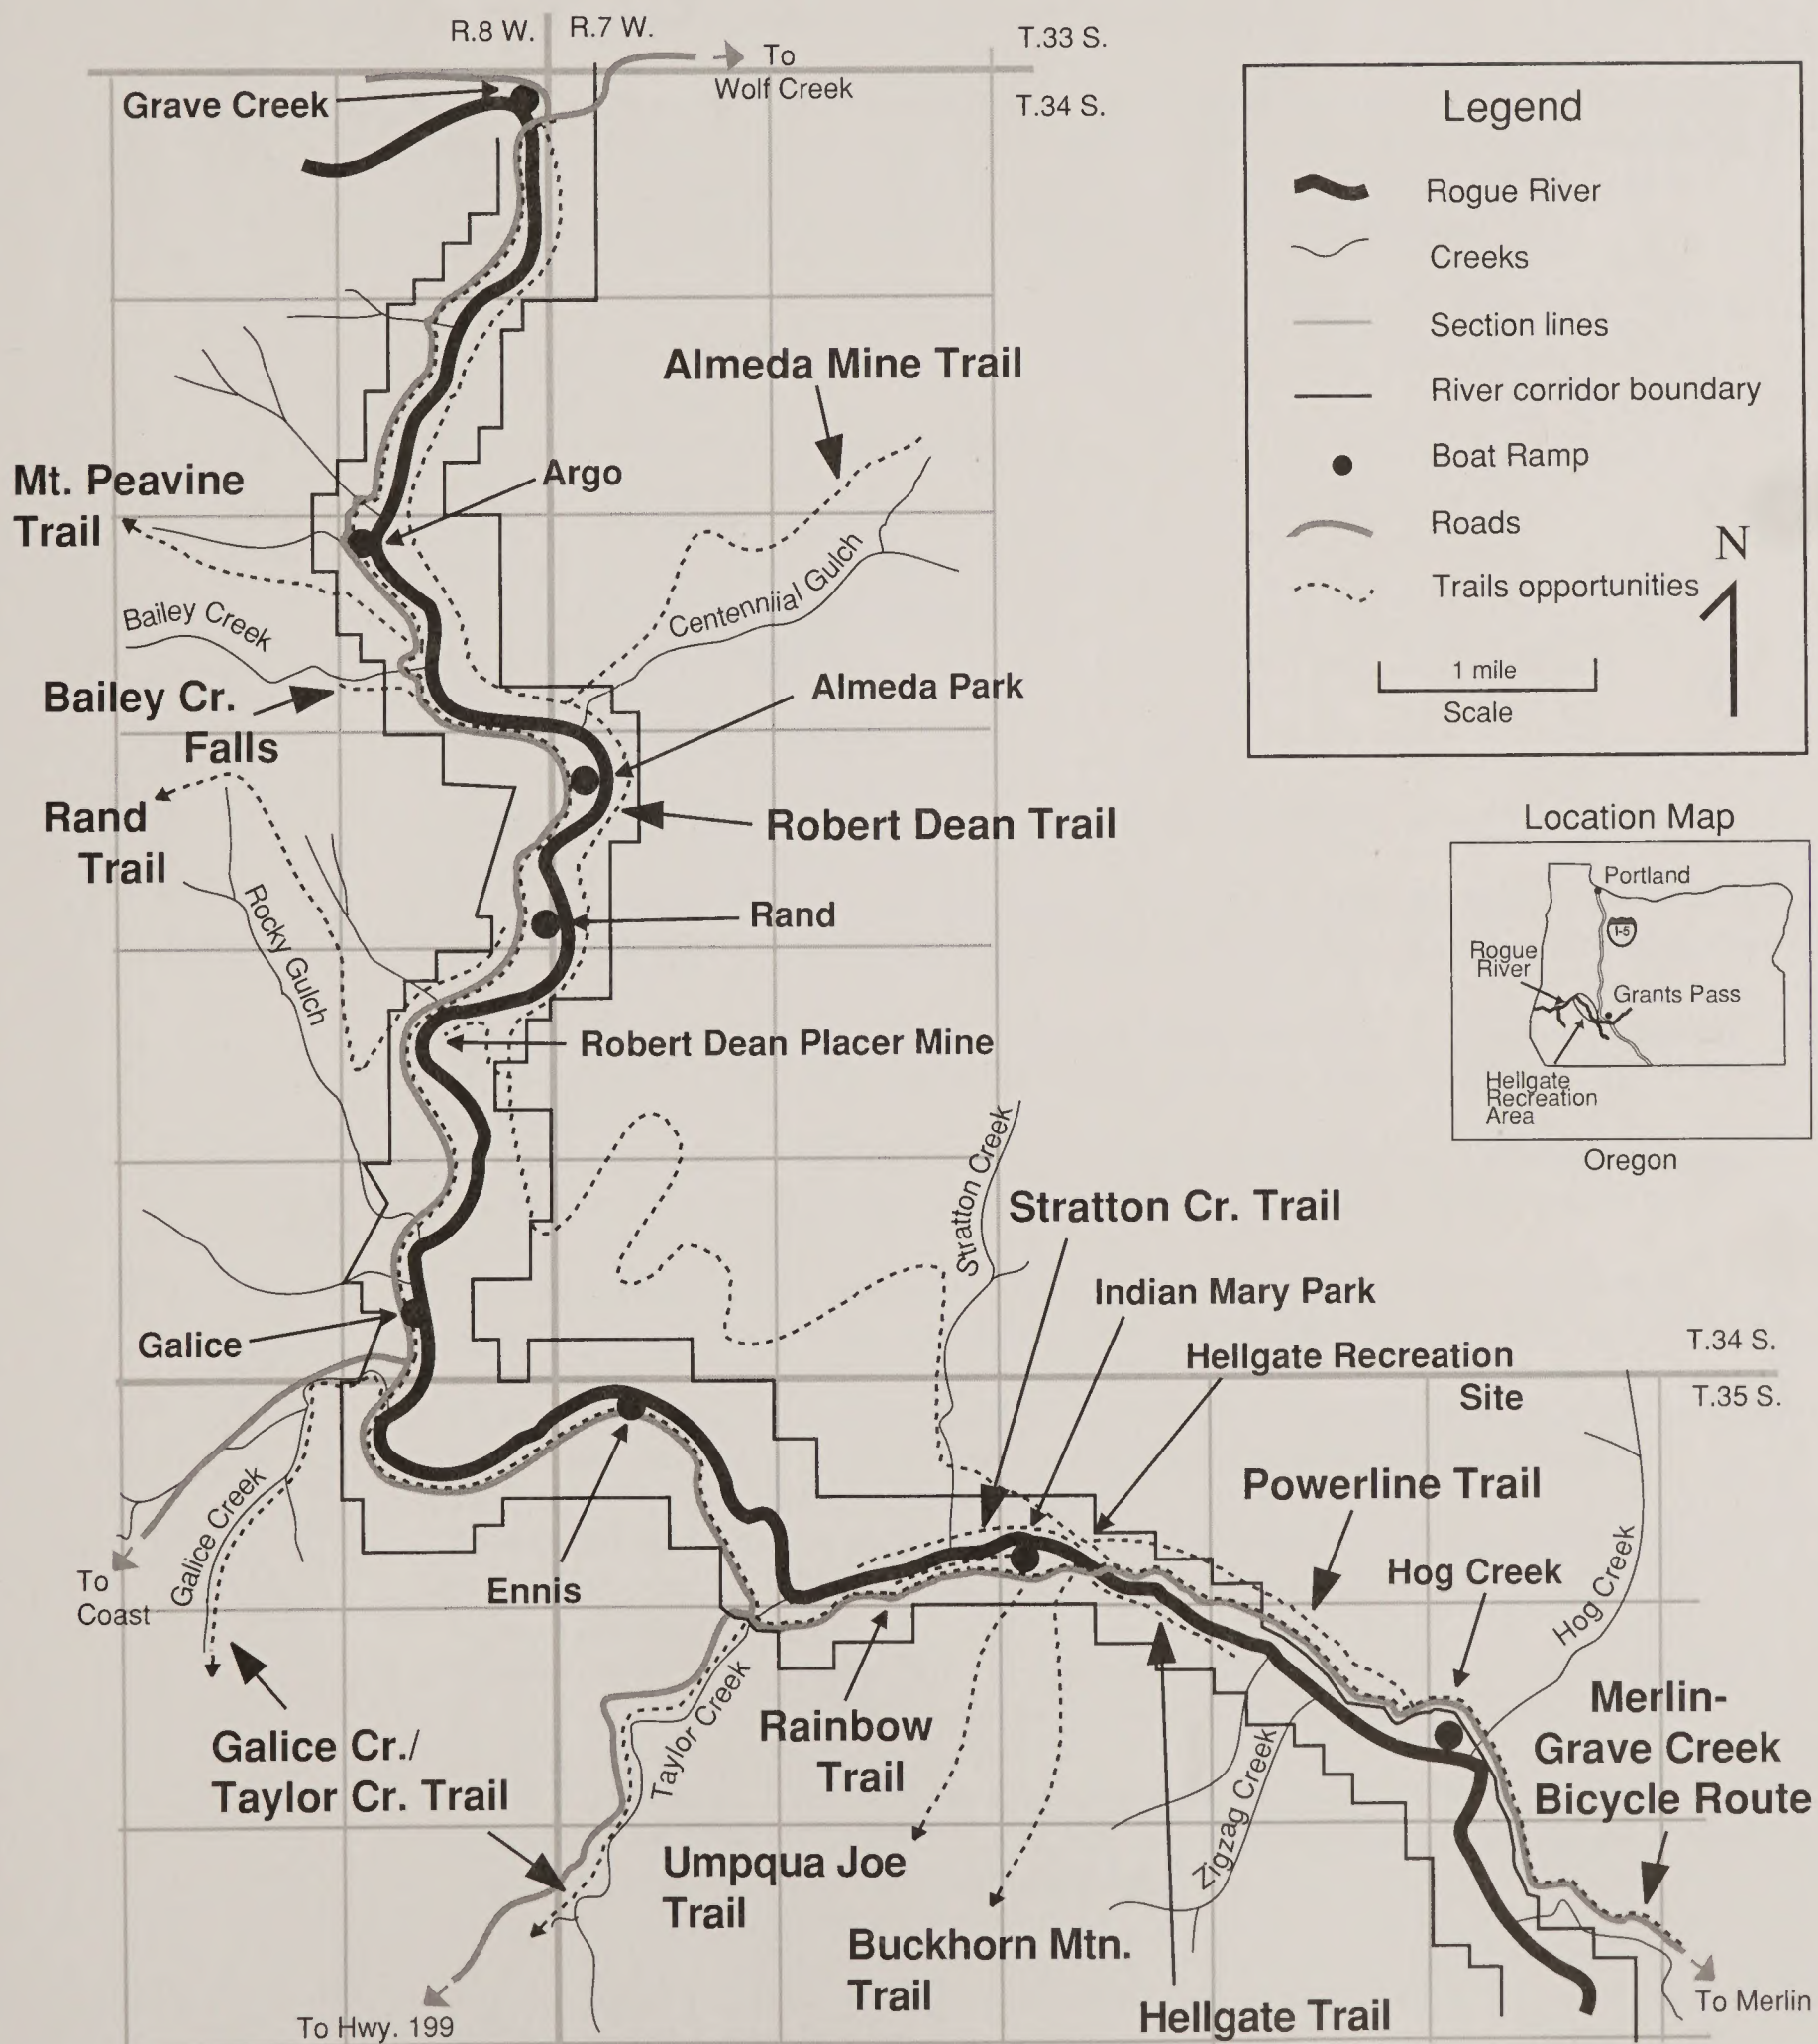 R.8 W.
R.7 W.
T.33 S.
To
Wolf Creek
T.34 S.
Grave Creek
Legend
Rogue River
Creeks
Section lines
River corridor boundary
Boat Ramp
Roads
Trails opportunities
N
1 mile
Scale
Almeda Mine Trail
Mt. Peavine
Trail
Argo
Centennial Gulch
Bailey Creek
Bailey Cr.
Falls
Almeda Park
Rand
Trail
Robert Dean Trail
Rocky Gulch
Rand
Robert Dean Placer Mine
Location Map
Portland
I-5
Rogue
River
Grants Pass
Hellgate
Recreation
Area
Oregon
Stratton Creek
Stratton Cr. Trail
Indian Mary Park
Hellgate Recreation
Site
T.34 S.
T.35 S.
Galice
Powerline Trail
Galice Creek
To
Coast
Ennis
Hog Creek
Hog Creek
Galice Cr./
Taylor Cr. Trail
Taylor Creek
Rainbow
Trail
Merlin-
Grave Creek
Bicycle Route
Zigzag Creek
Umpqua Joe
Trail
Buckhorn Mtn.
Trail
Hellgate Trail
To Merlin
To Hwy. 199